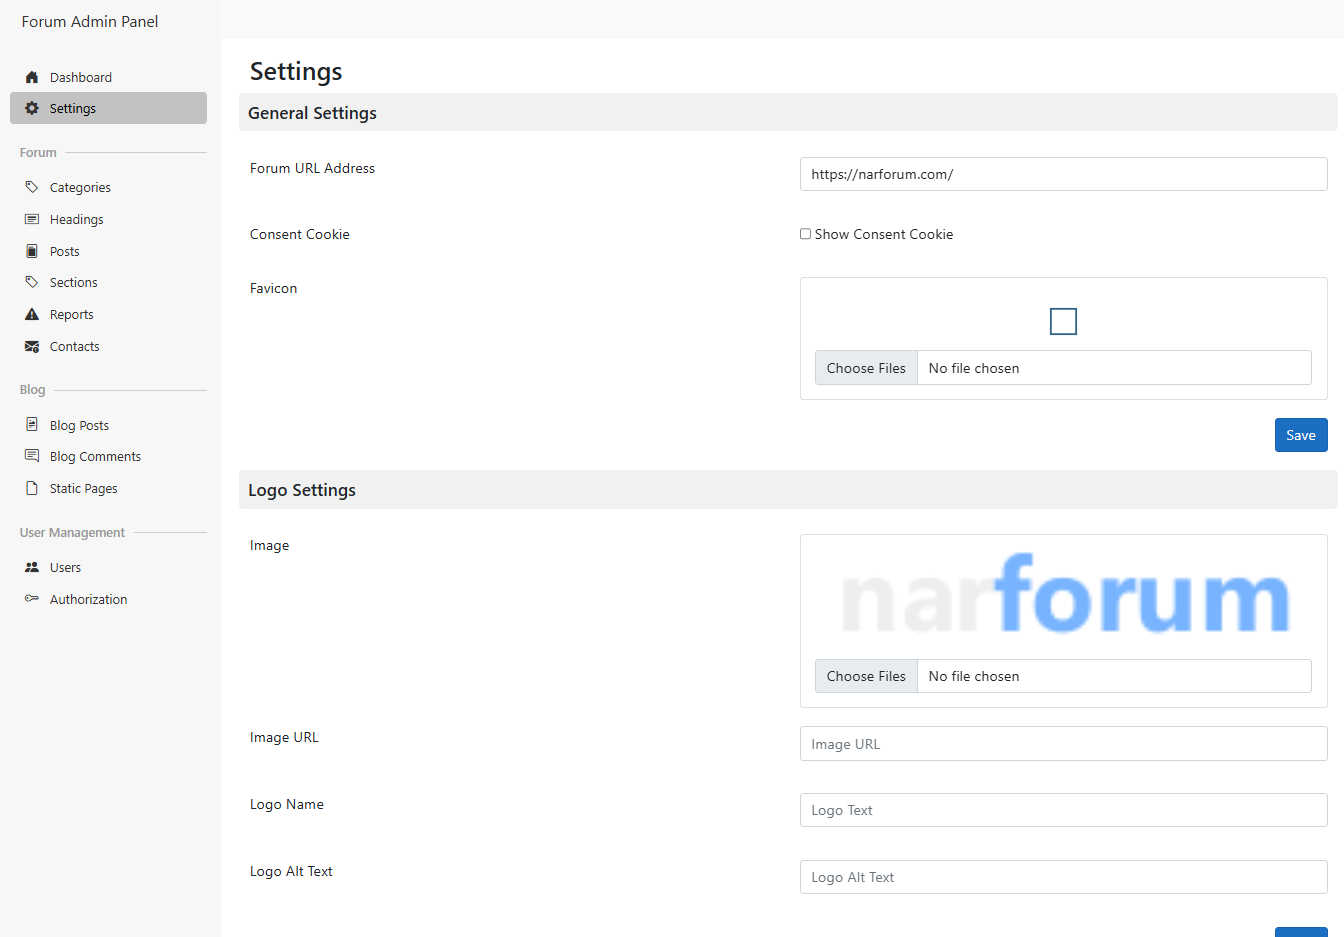 Forum Admin Panel
Dashboard
Settings
Forum
Categories
Headings
Posts
Sections
Reports
Contacts
Blog
Blog Posts
Blog Comments
Static Pages
User Management
Users
Authorization
Settings
General Settings
Forum URL Address
https://narforum.com/
Consent Cookie
Show Consent Cookie
Favicon
Choose Files No file chosen
Save
Logo Settings
Image
narforum
Choose Files No file chosen
Image URL
Image URL
Logo Name
Logo Text
Logo Alt Text
Logo Alt Text